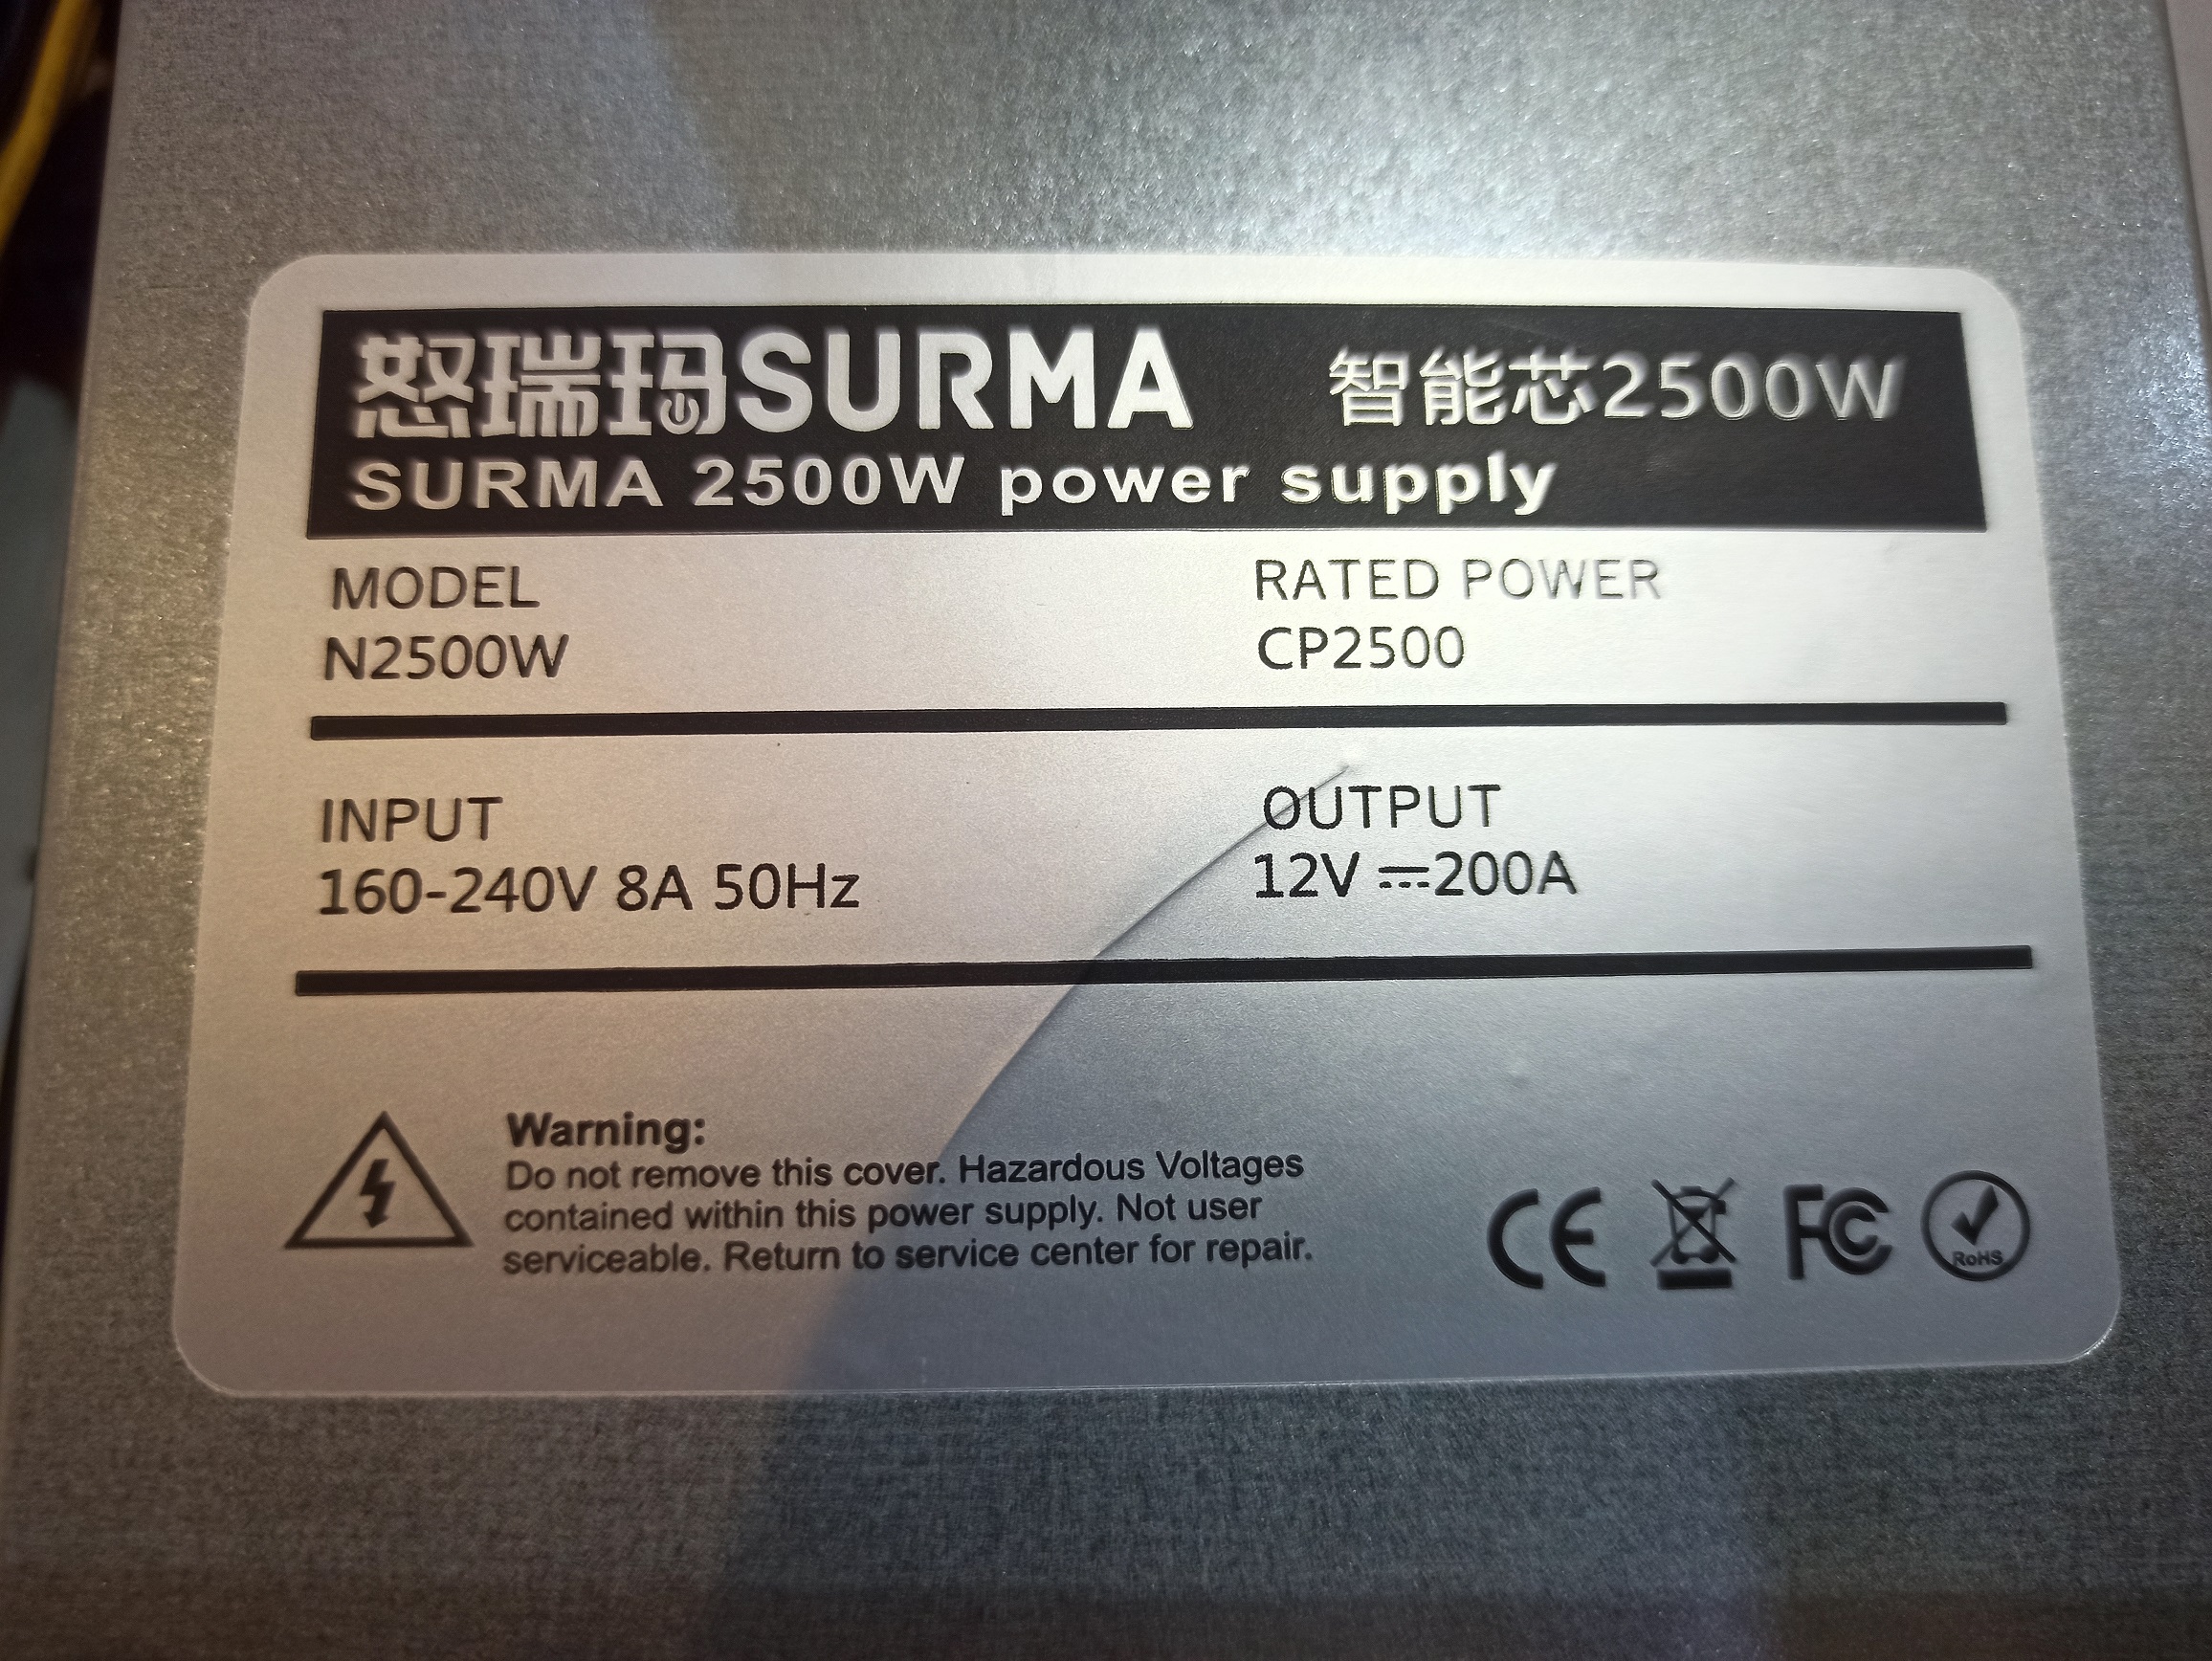 怒瑞玛SURMA 智能芯2500W
SURMA 2500W power supply
MODEL RATED POWER
N2500W CP2500
INPUT OUTPUT
160-240V 8A 50Hz 12V ⎓200A
Warning:
Do not remove this cover. Hazardous Voltages
contained within this power supply. Not user
serviceable. Return to service center for repair.
CE FC RoHS